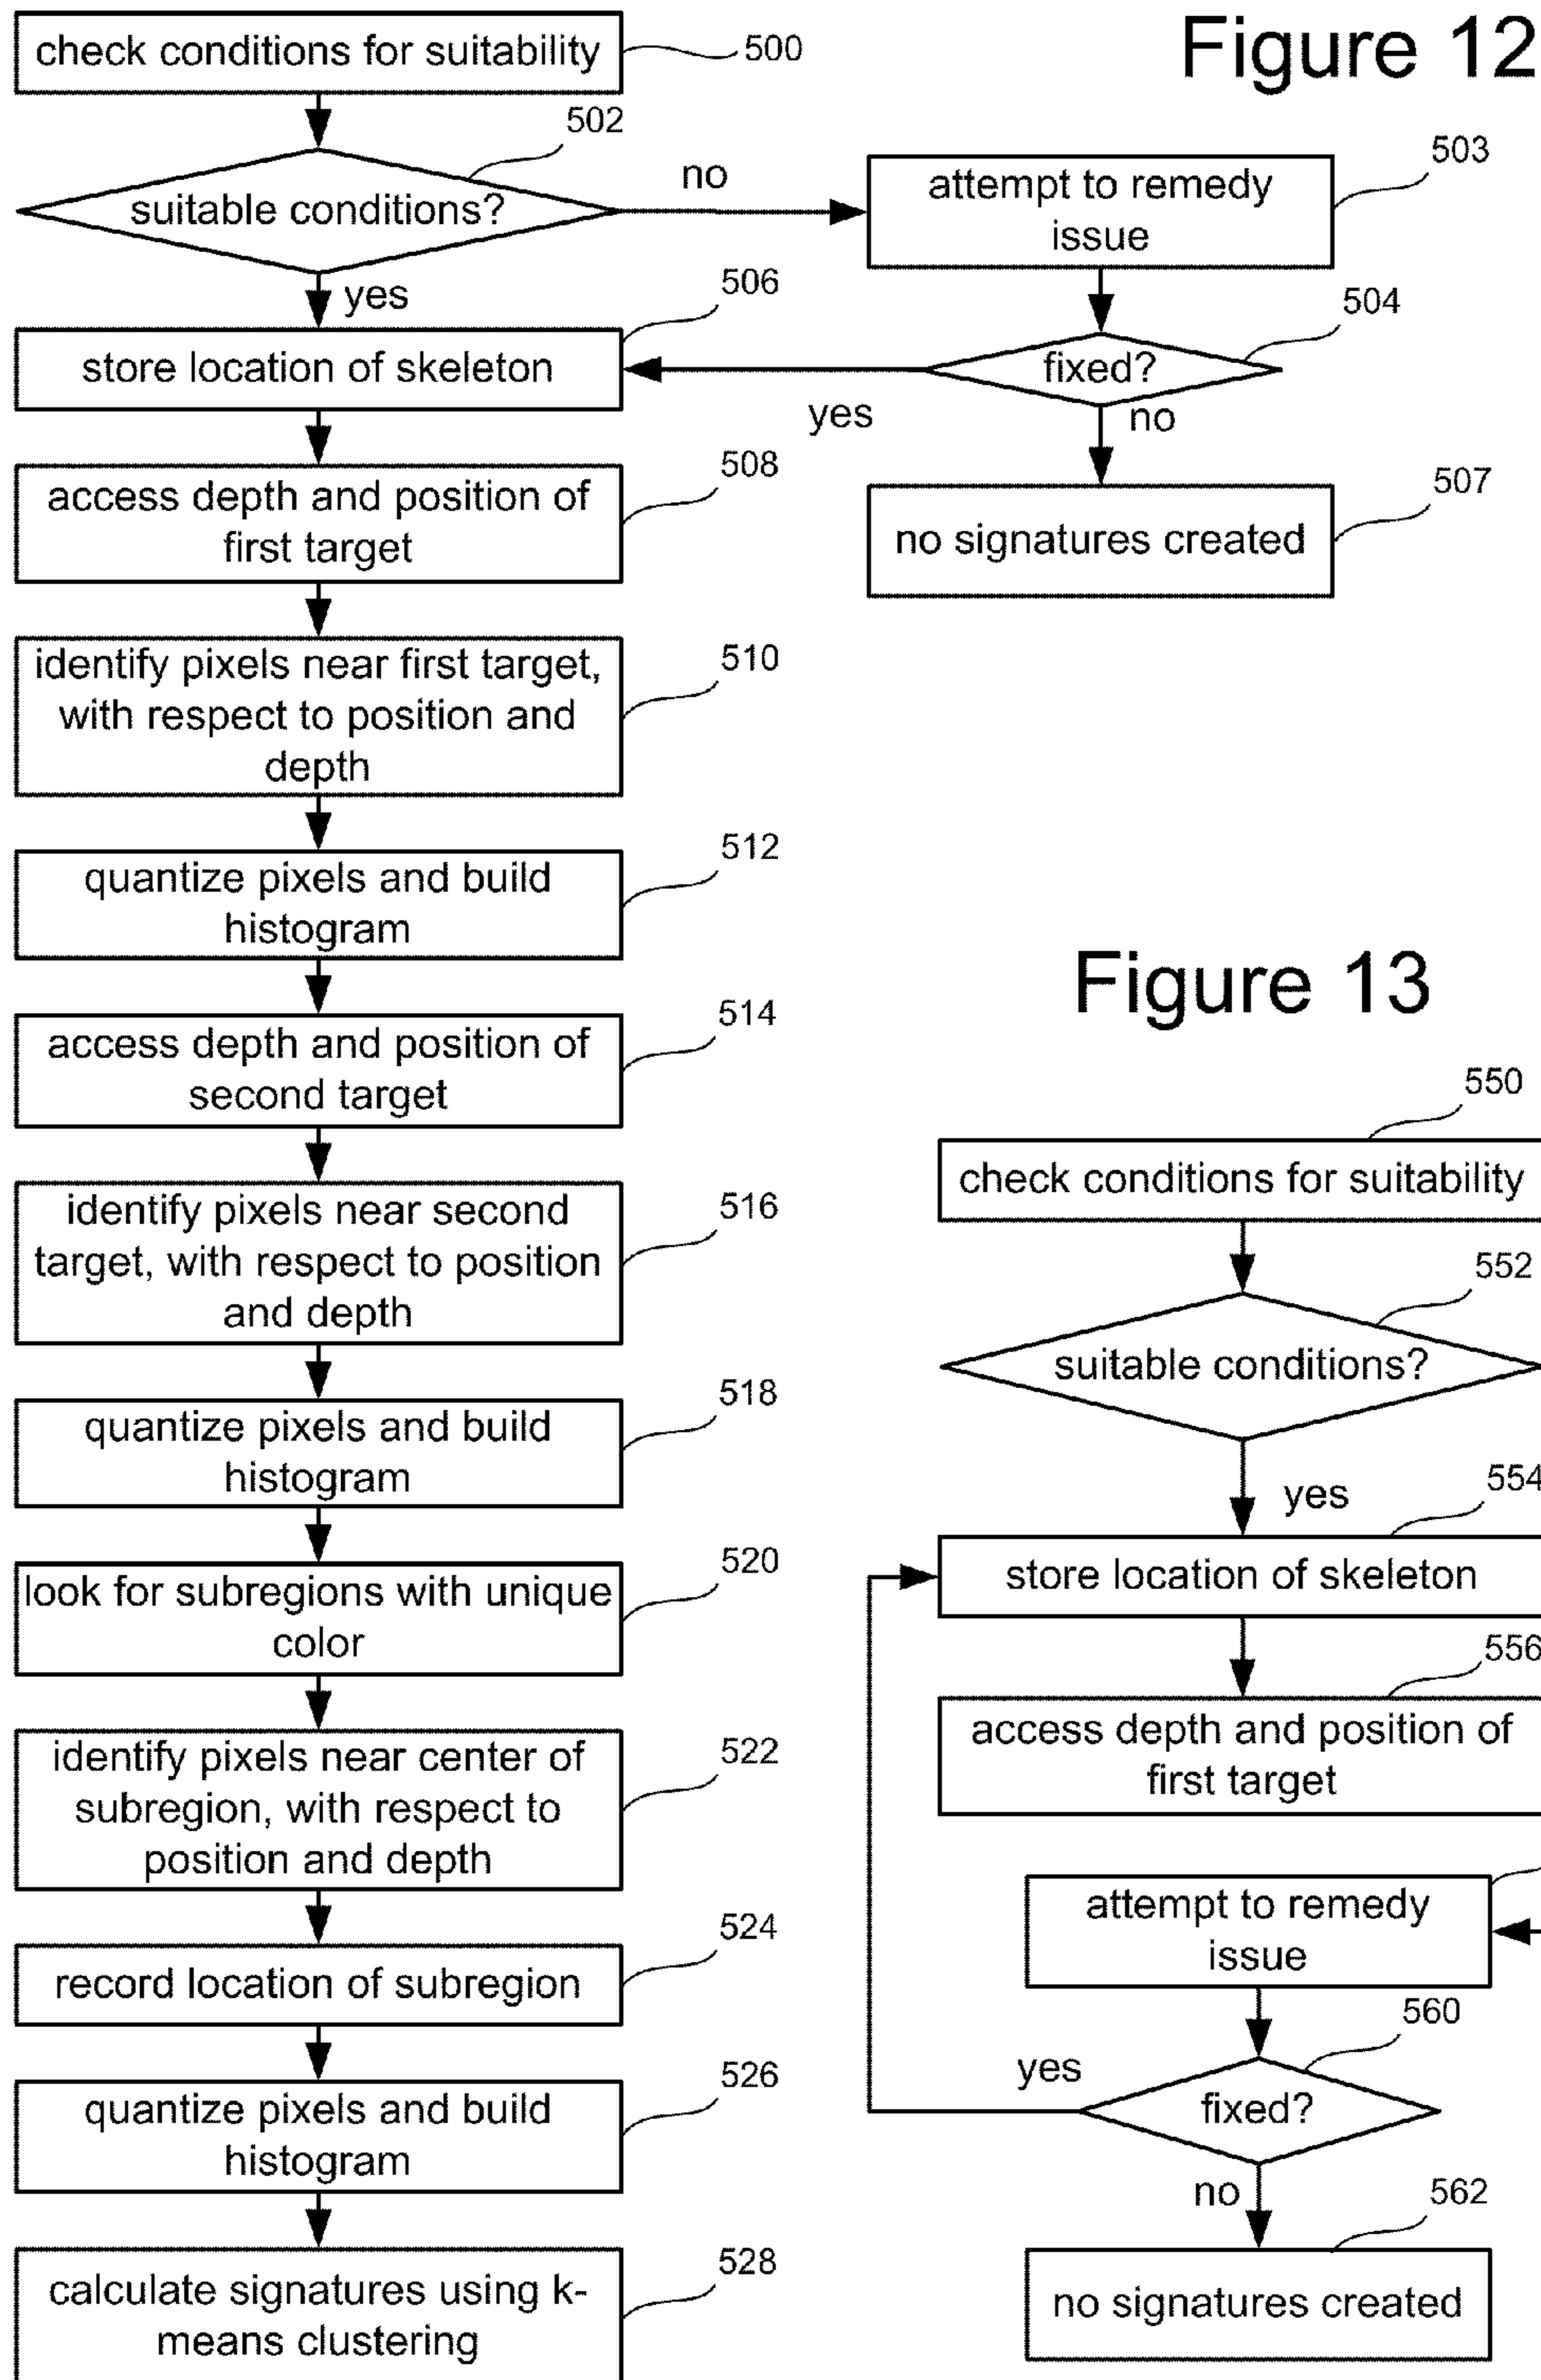 Figure 12
check conditions for suitability
500
502
suitable conditions?
no
yes
503
attempt to remedy
issue
504
fixed?
yes
no
507
no signatures created
506
store location of skeleton
508
access depth and position of
first target
510
identify pixels near first target,
with respect to position and
depth
512
quantize pixels and build
histogram
514
access depth and position of
second target
516
identify pixels near second
target, with respect to position
and depth
518
quantize pixels and build
histogram
520
look for subregions with unique
color
522
identify pixels near center of
subregion, with respect to
position and depth
524
record location of subregion
526
quantize pixels and build
histogram
528
calculate signatures using k-
means clustering
Figure 13
550
check conditions for suitability
552
suitable conditions?
yes
554
store location of skeleton
556
access depth and position of
first target
attempt to remedy
issue
560
yes
fixed?
no
562
no signatures created